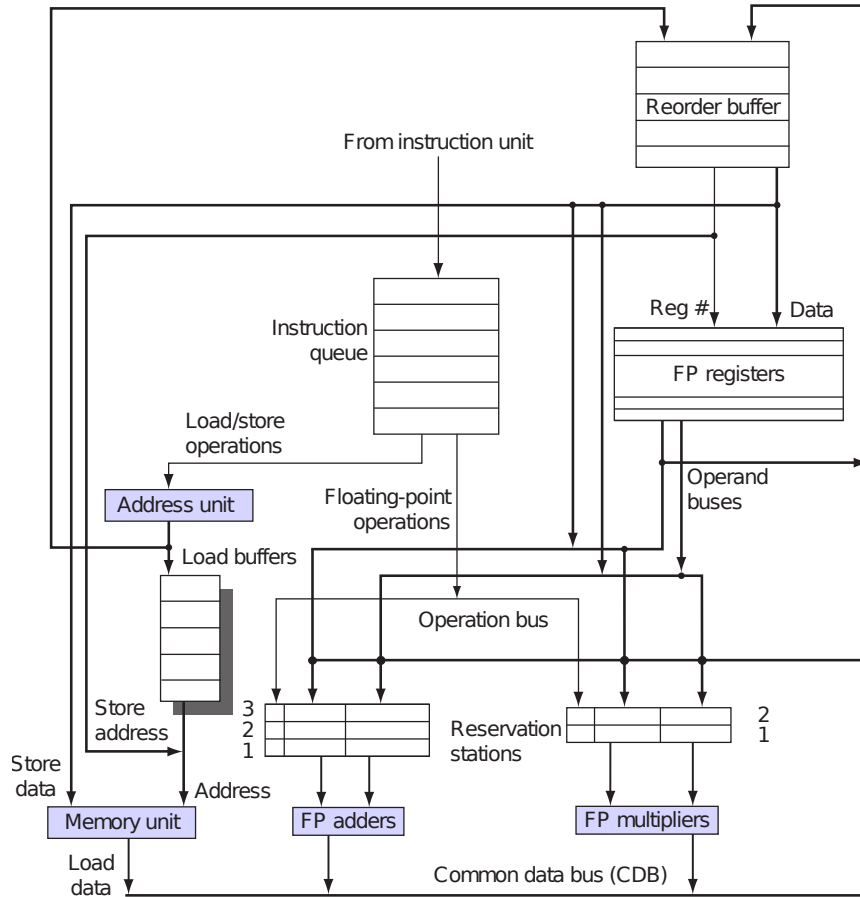 Reorder buffer
From instruction unit
Reg #
Data
Instruction
queue
FP registers
Load/store
operations
Operand
buses
Floating-point
operations
Address unit
Load buffers
Operation bus
Store
address
3
2
1
Reservation
stations
2
1
Store
data
Address
Memory unit
FP adders
FP multipliers
Load
data
Common data bus (CDB)